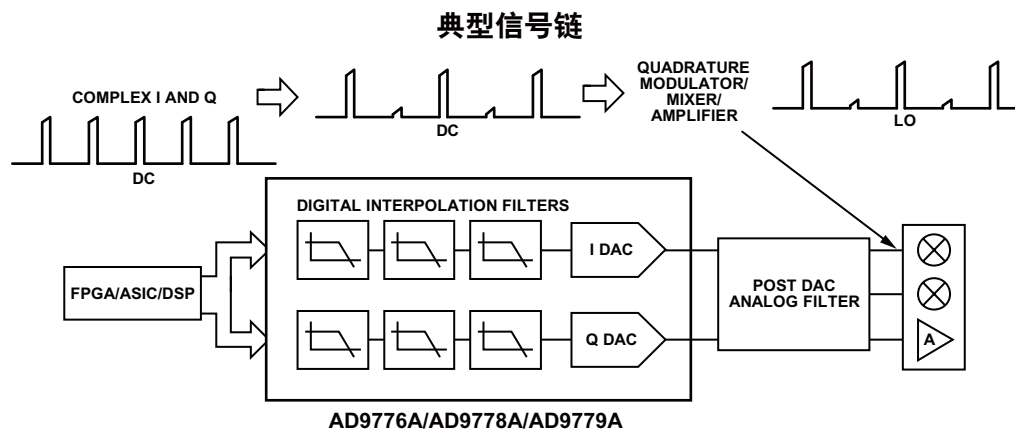 典型信号链
COMPLEX I AND Q
DC
DC
QUADRATURE
MODULATOR/
MIXER/
AMPLIFIER
LO
DIGITAL INTERPOLATION FILTERS
I DAC
FPGA/ASIC/DSP
POST DAC
ANALOG FILTER
Q DAC
A
AD9776A/AD9778A/AD9779A